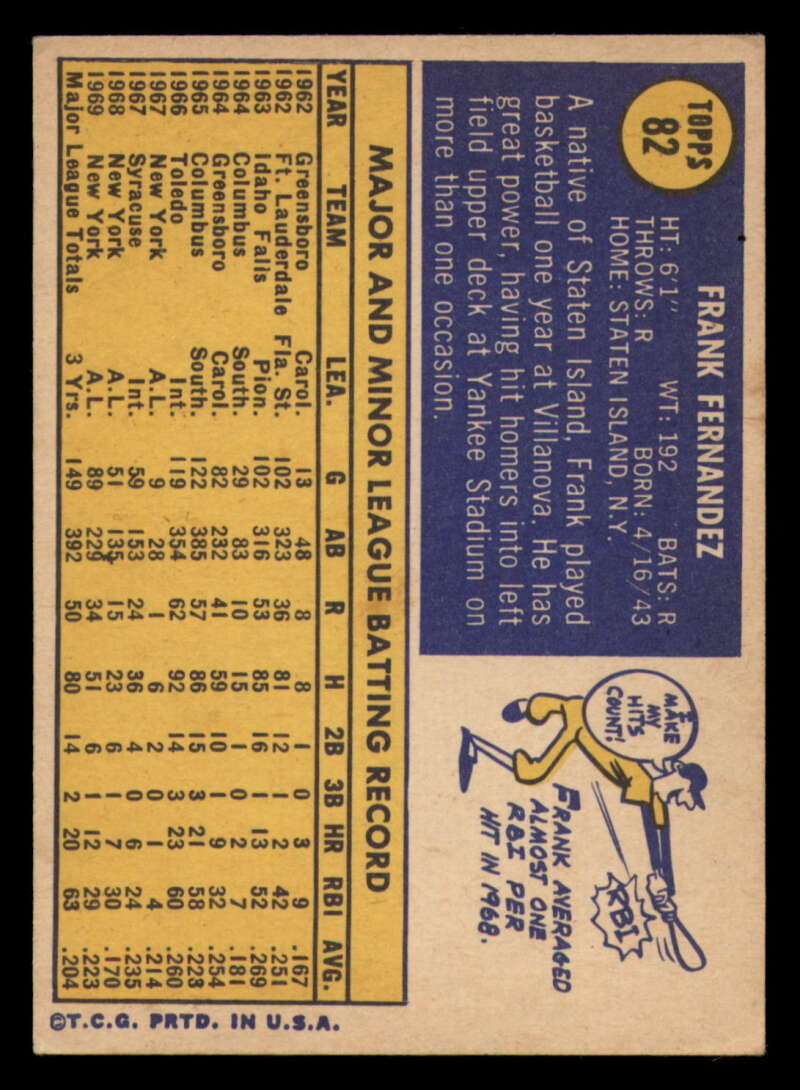 TOPPS
82
FRANK FERNANDEZ
HT: 6'1" WT: 192 BATS: R
THROWS: R BORN: 4/16/43
HOME: STATEN ISLAND, N.Y.
A native of Staten Island, Frank played
basketball one year at Villanova. He has
great power, having hit homers into left
field upper deck at Yankee Stadium on
more than one occasion.
I MAKE
MY
HITS
COUNT!
RBI
FRANK AVERAGED
ALMOST ONE
RBI PER
HIT IN 1968.
MAJOR AND MINOR LEAGUE BATTING RECORD
YEAR TEAM LEA. G AB R H 2B 3B HR RBI AVG.
1962 Greensboro Carol. 13 48 8 8 1 0 3 9 .167
1962 Ft. Lauderdale Fla. St. 102 323 36 81 12 1 2 42 .251
1963 Idaho Falls Pion. 102 316 53 85 16 1 13 52 .269
1964 Columbus South. 29 83 10 15 1 0 2 7 .181
1964 Greensboro Carol. 82 232 41 59 10 1 9 32 .254
1965 Columbus South. 122 385 57 86 15 3 21 58 .223
1966 Toledo Int. 119 354 62 92 14 3 23 60 .260
1967 New York A.L. 9 28 1 6 2 0 1 4 .214
1967 Syracuse Int. 59 153 24 36 4 0 6 24 .235
1968 New York A.L. 51 135 15 23 6 1 7 30 .170
1969 New York A.L. 89 229 34 51 6 1 12 29 .223
Major League Totals 3 Yrs. 149 392 50 80 14 2 20 63 .204
©T.C.G. PRTD. IN U.S.A.